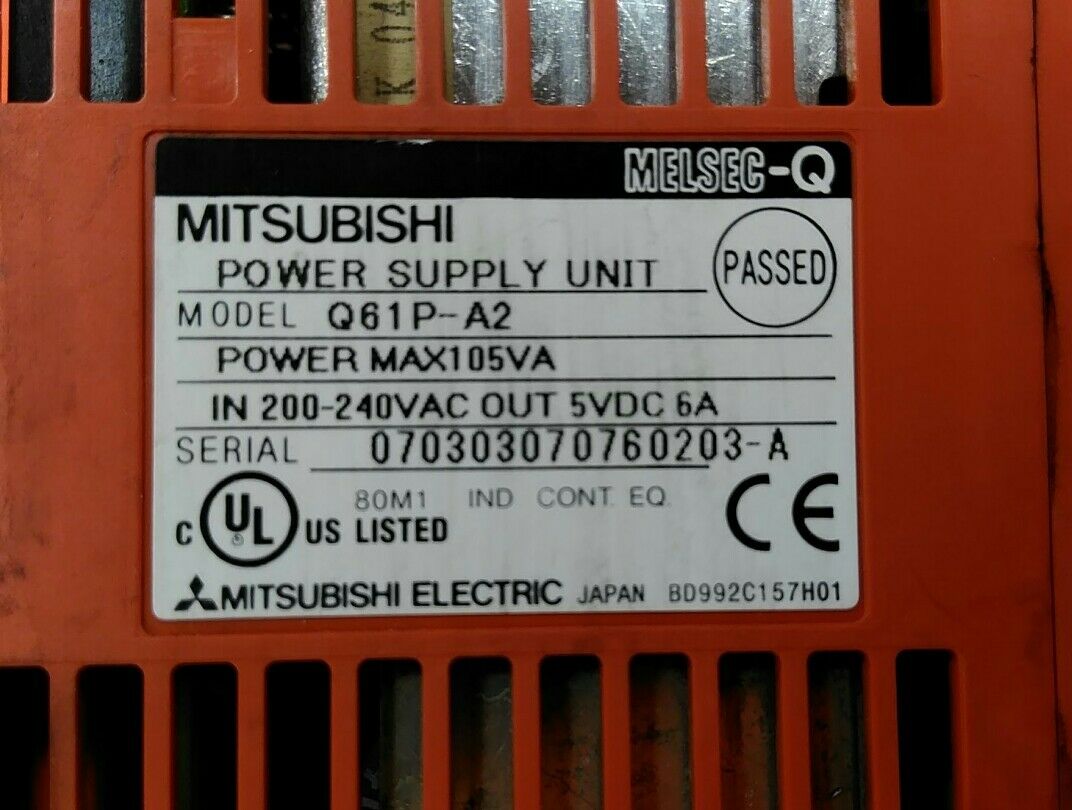 K 04
MELSEC-Q
MITSUBISHI
POWER SUPPLY UNIT
PASSED
MODEL Q61P-A2
POWER MAX105VA
IN 200-240VAC OUT 5VDC 6A
SERIAL 070303070760203-A
80M1 IND CONT. EQ.
C UL US LISTED
CE
MITSUBISHI ELECTRIC JAPAN BD992C157H01